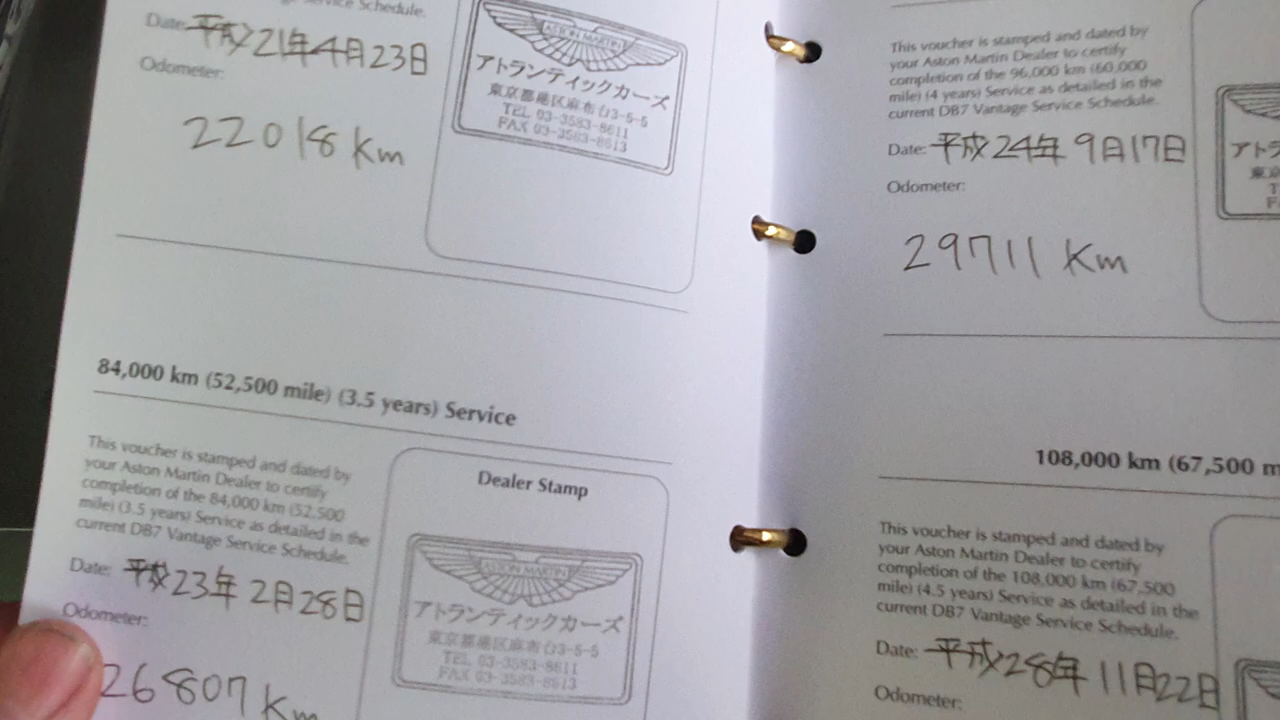 Service Schedule.
Date: 平成21年4月23日
Odometer:
22018 Km
ASTON MARTIN
アトランティックカーズ
東京都港区麻布台3-5-5
TEL 03-3583-8611
FAX 03-3583-8613
84,000 km (52,500 mile) (3.5 years) Service
This voucher is stamped and dated by
your Aston Martin Dealer to certify
completion of the 84,000 km (52,500
mile) (3.5 years) Service as detailed in the
current DB7 Vantage Service Schedule.
Date: 平成23年2月28日
Odometer:
26807 Km
Dealer Stamp
ASTON MARTIN
アトランティックカーズ
東京都港区麻布台3-5-5
TEL 03-3583-8611
FAX 03-3583-8613
This voucher is stamped and dated by
your Aston Martin Dealer to certify
completion of the 96,000 km (60,000
mile) (4 years) Service as detailed in the
current DB7 Vantage Service Schedule.
Date: 平成24年9月17日
Odometer:
29711 Km
アトラ
東京
T
F
108,000 km (67,500 m
This voucher is stamped and dated by
your Aston Martin Dealer to certify
completion of the 108,000 km (67,500
mile) (4.5 years) Service as detailed in the
current DB7 Vantage Service Schedule.
Date: 平成28年11月22日
Odometer: